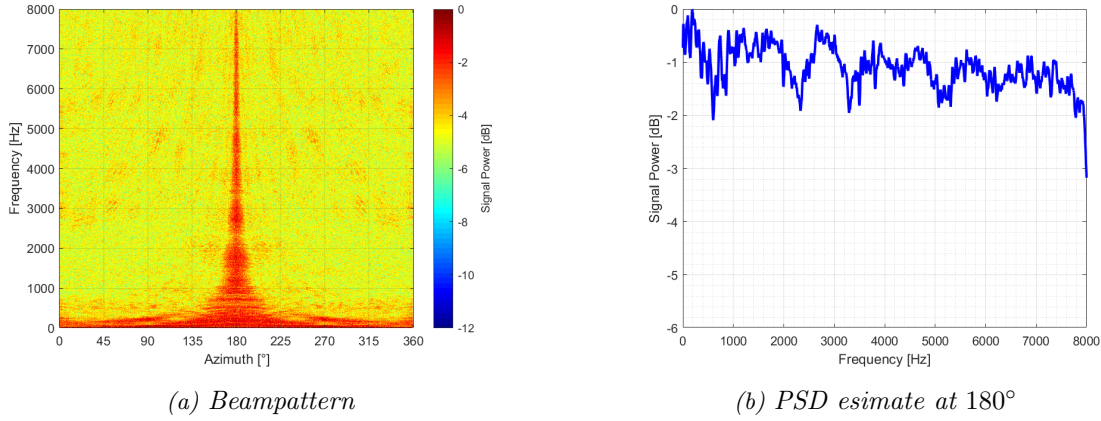 8000
7000
6000
5000
4000
3000
2000
1000
0
Frequency [Hz]
0 45 90 135 180 225 270 315 360
Azimuth [°]
0
-2
-4
-6
-8
-10
-12
Signal Power [dB]
(a) Beampattern
0
-1
-2
-3
-4
-5
-6
Signal Power [dB]
0 1000 2000 3000 4000 5000 6000 7000 8000
Frequency [Hz]
(b) PSD esimate at 180°